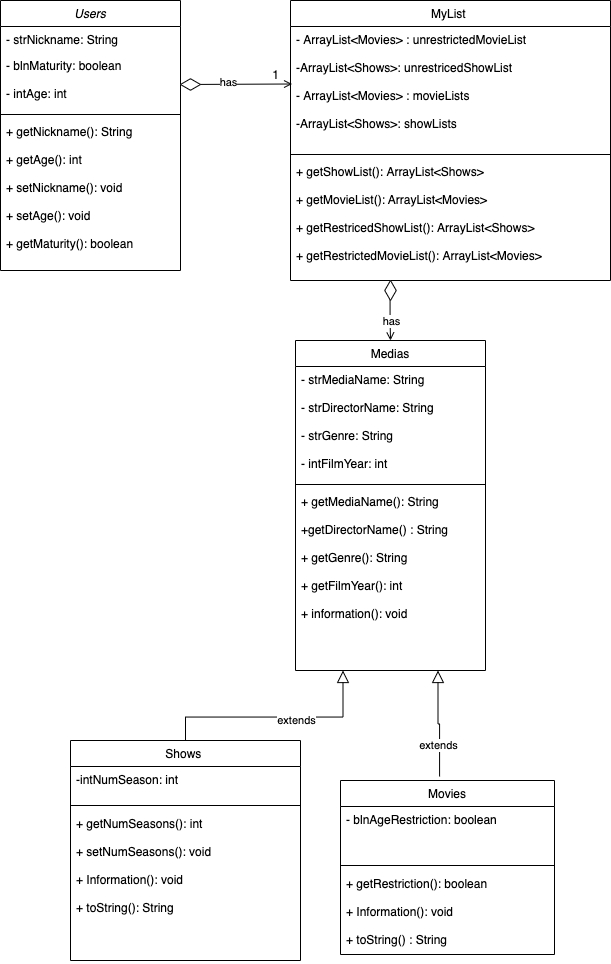 Users
- strNickname: String
- blnMaturity: boolean
- intAge: int
+ getNickname(): String
+ getAge(): int
+ setNickname(): void
+ setAge(): void
+ getMaturity(): boolean
has
1
MyList
- ArrayList<Movies> : unrestrictedMovieList
-ArrayList<Shows>: unrestricedShowList
- ArrayList<Movies> : movieLists
-ArrayList<Shows>: showLists
+ getShowList(): ArrayList<Shows>
+ getMovieList(): ArrayList<Movies>
+ getRestricedShowList(): ArrayList<Shows>
+ getRestrictedMovieList(): ArrayList<Movies>
has
Medias
- strMediaName: String
- strDirectorName: String
- strGenre: String
- intFilmYear: int
+ getMediaName(): String
+getDirectorName() : String
+ getGenre(): String
+ getFilmYear(): int
+ information(): void
extends
extends
Shows
-intNumSeason: int
+ getNumSeasons(): int
+ setNumSeasons(): void
+ Information(): void
+ toString(): String
Movies
- blnAgeRestriction: boolean
+ getRestriction(): boolean
+ Information(): void
+ toString() : String